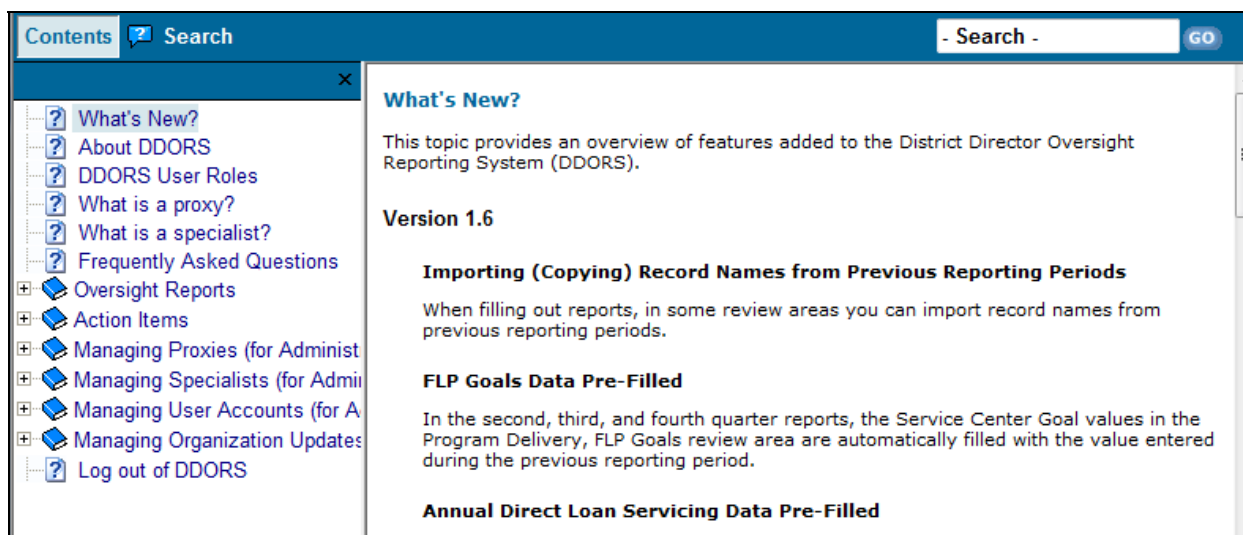 Contents Search - Search - GO
What's New?
About DDORS
DDORS User Roles
What is a proxy?
What is a specialist?
Frequently Asked Questions
Oversight Reports
Action Items
Managing Proxies (for Administ
Managing Specialists (for Admi
Managing User Accounts (for A
Managing Organization Updates
Log out of DDORS
What's New?
This topic provides an overview of features added to the District Director Oversight
Reporting System (DDORS).
Version 1.6
Importing (Copying) Record Names from Previous Reporting Periods
When filling out reports, in some review areas you can import record names from
previous reporting periods.
FLP Goals Data Pre-Filled
In the second, third, and fourth quarter reports, the Service Center Goal values in the
Program Delivery, FLP Goals review area are automatically filled with the value entered
during the previous reporting period.
Annual Direct Loan Servicing Data Pre-Filled